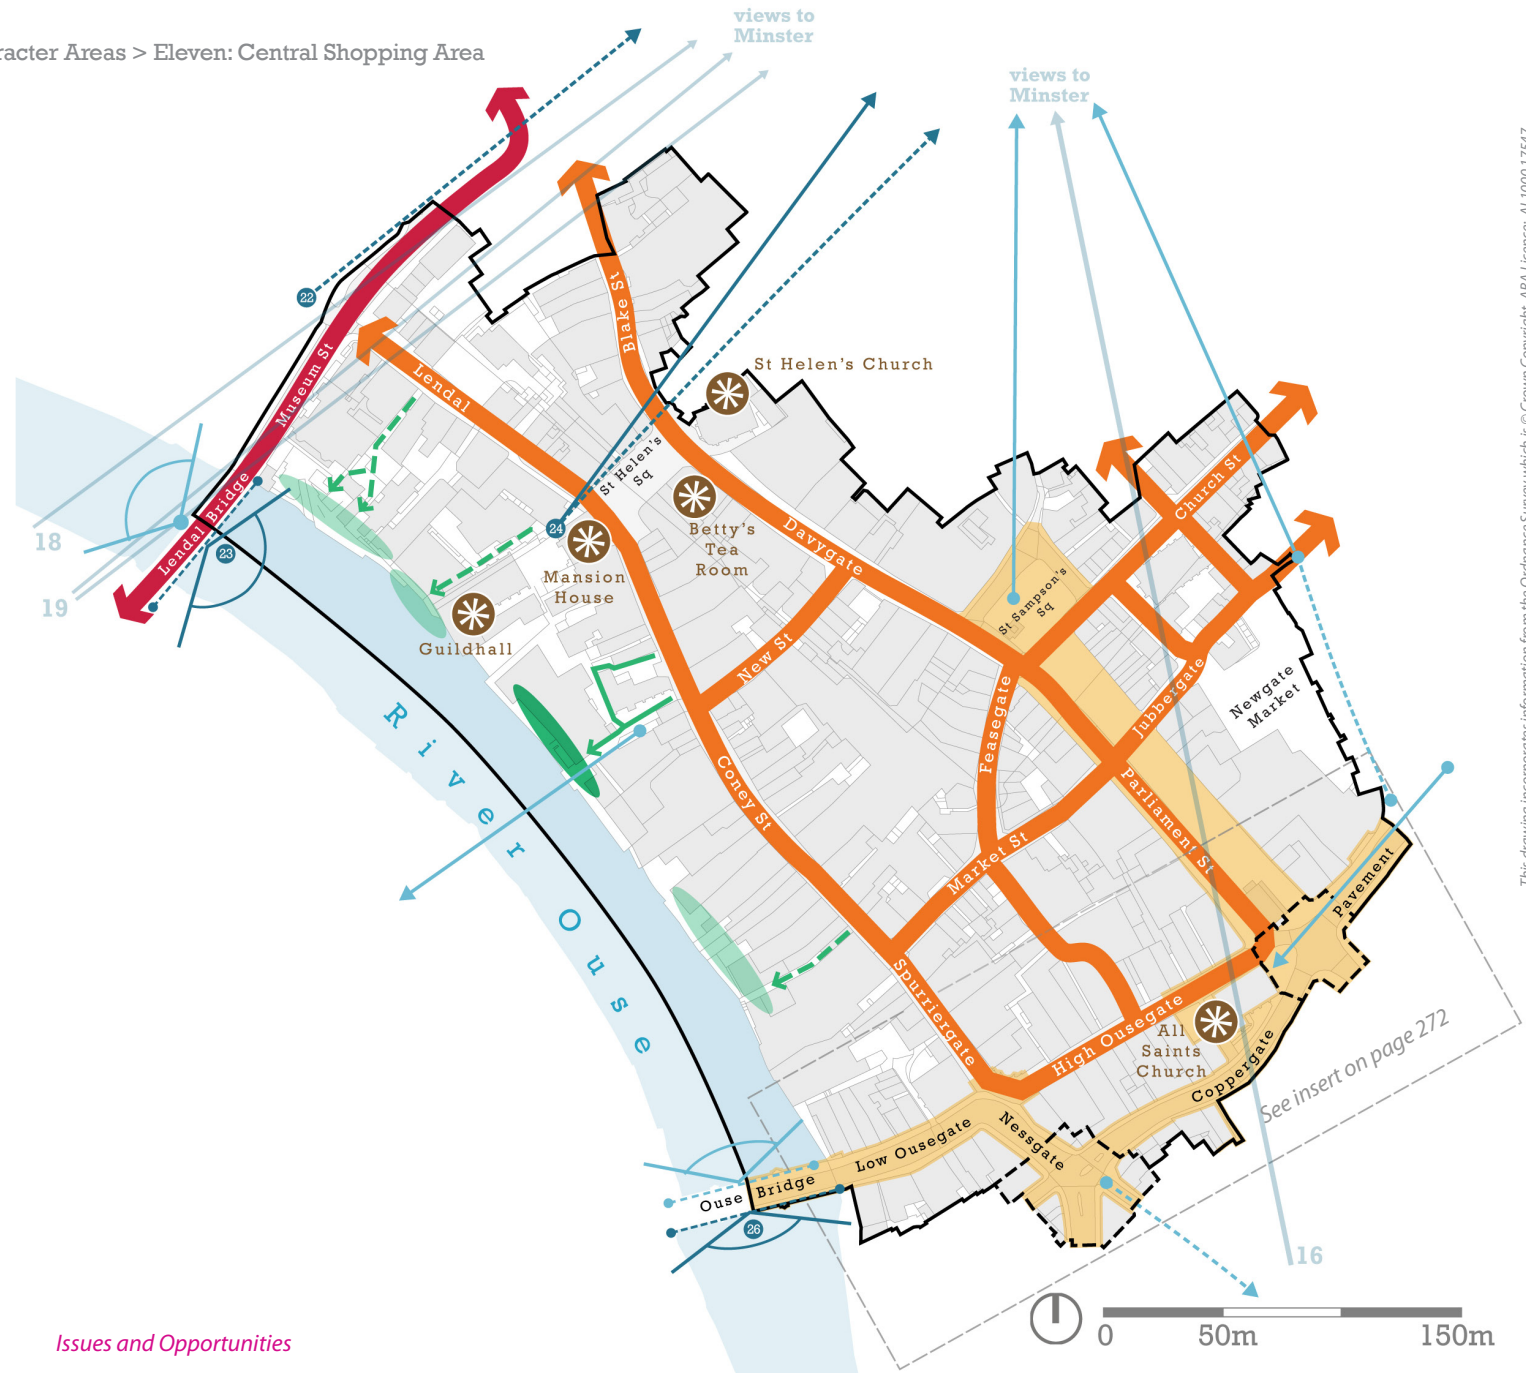 racter Areas > Eleven: Central Shopping Area
views to
Minster
views to
Minster
22
Museum St
Lendal Bridge
18
19
23
Lendal
Blake St
St Helen's Church
St Helen's
Sq
24
Mansion
House
Betty's
Tea
Room
Guildhall
Davygate
New St
Church St
St Sampson's
Sq
Feasegate
Jubbergate
Newgate
Market
Coney St
Market St
Parliament St
Pavement
River Ouse
Spurriergate
High Ousegate
All
Saints
Church
Coppergate
Nessgate
Low Ousegate
Ouse Bridge
26
16
See insert on page 272
0 50m 150m
Issues and Opportunities